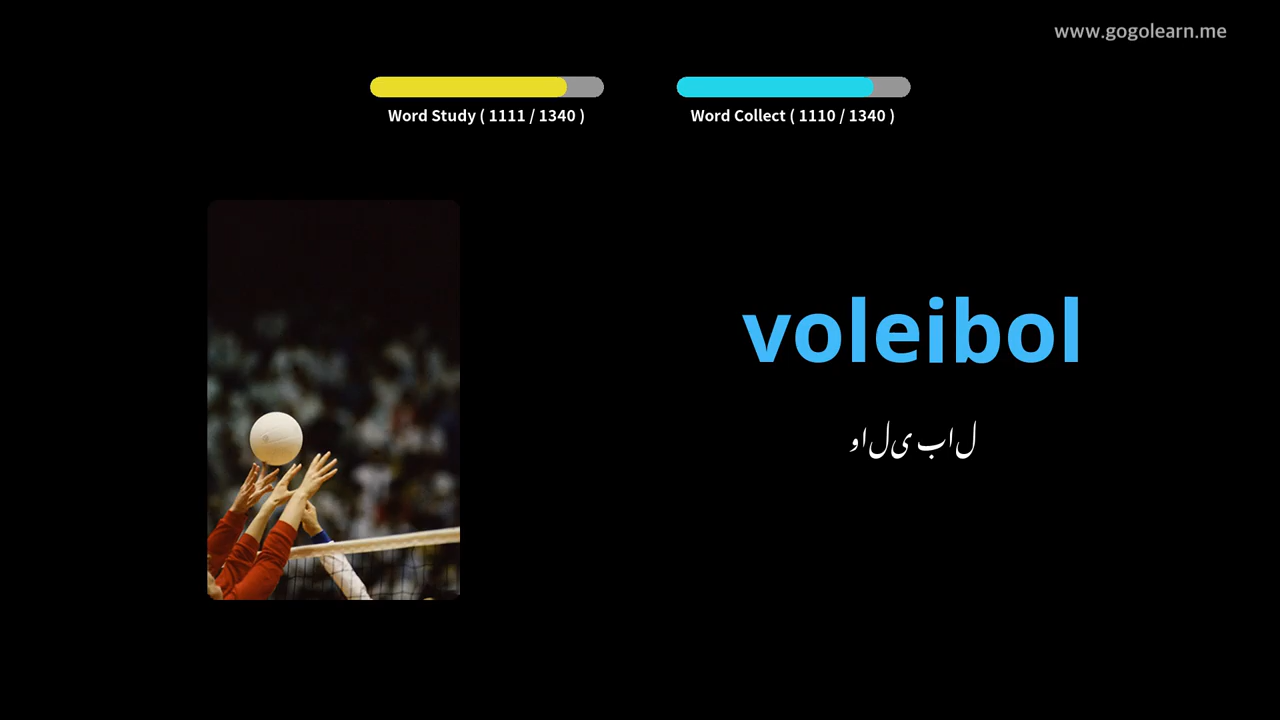 www.gogolearn.me
Word Study ( 1111 / 1340 )
Word Collect ( 1110 / 1340 )
voleibol
والی بال